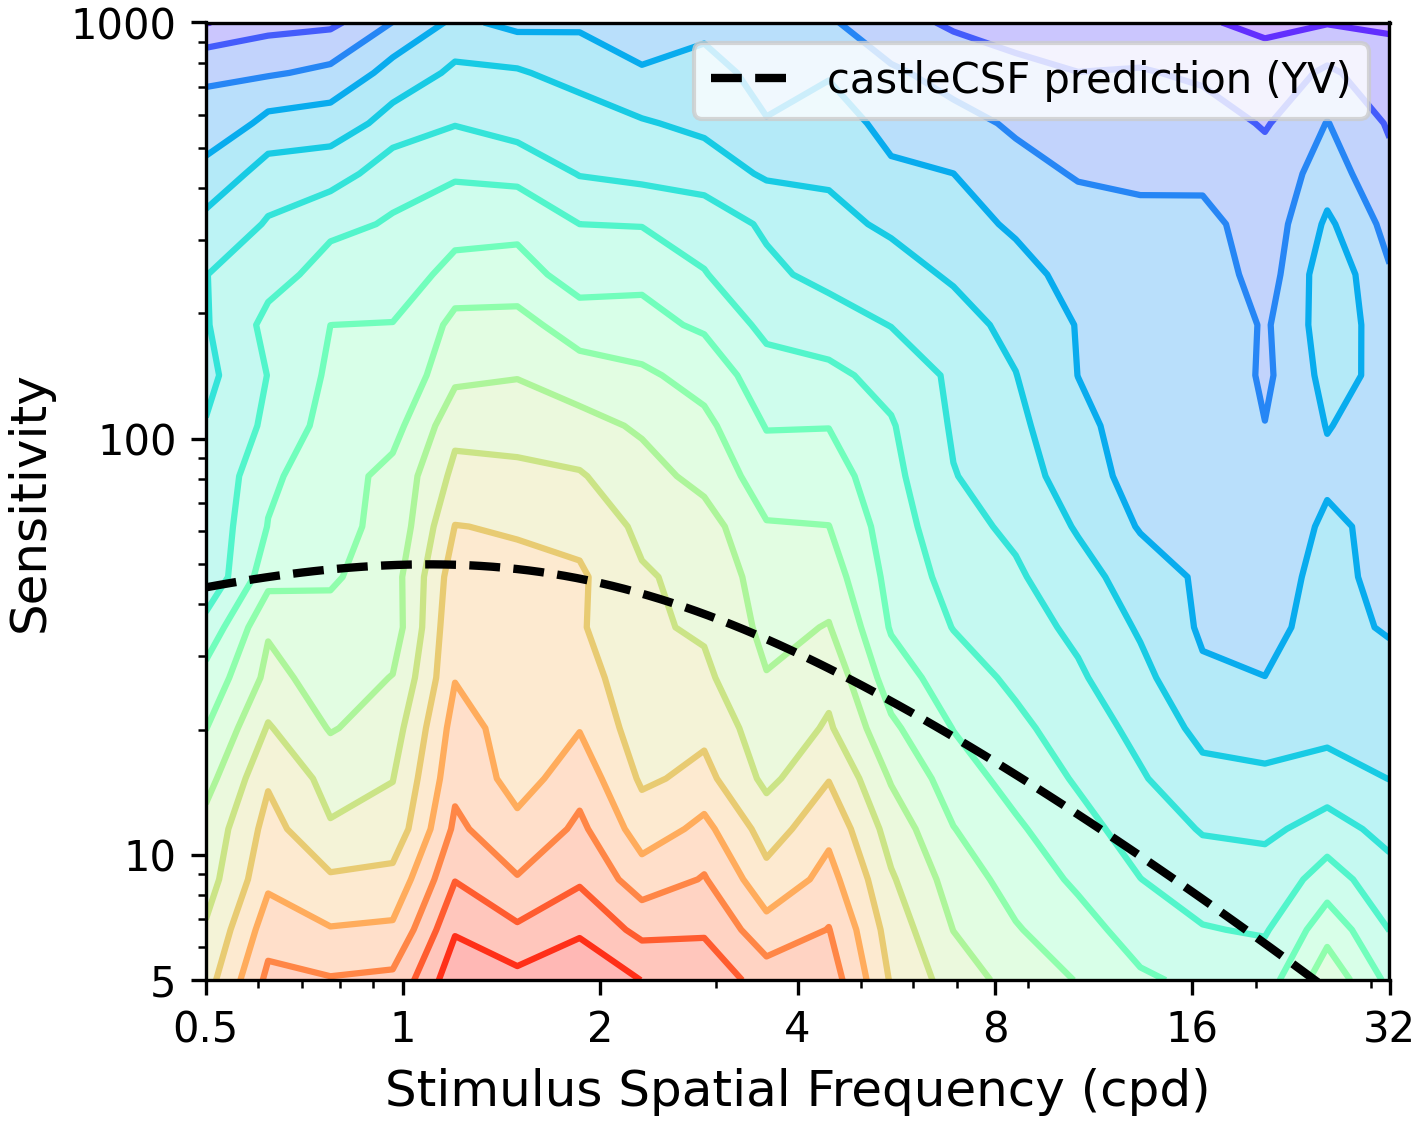 1000
castleCSF prediction (YV)
Sensitivity
100
10
5
0.5 1 2 4 8 16 32
Stimulus Spatial Frequency (cpd)